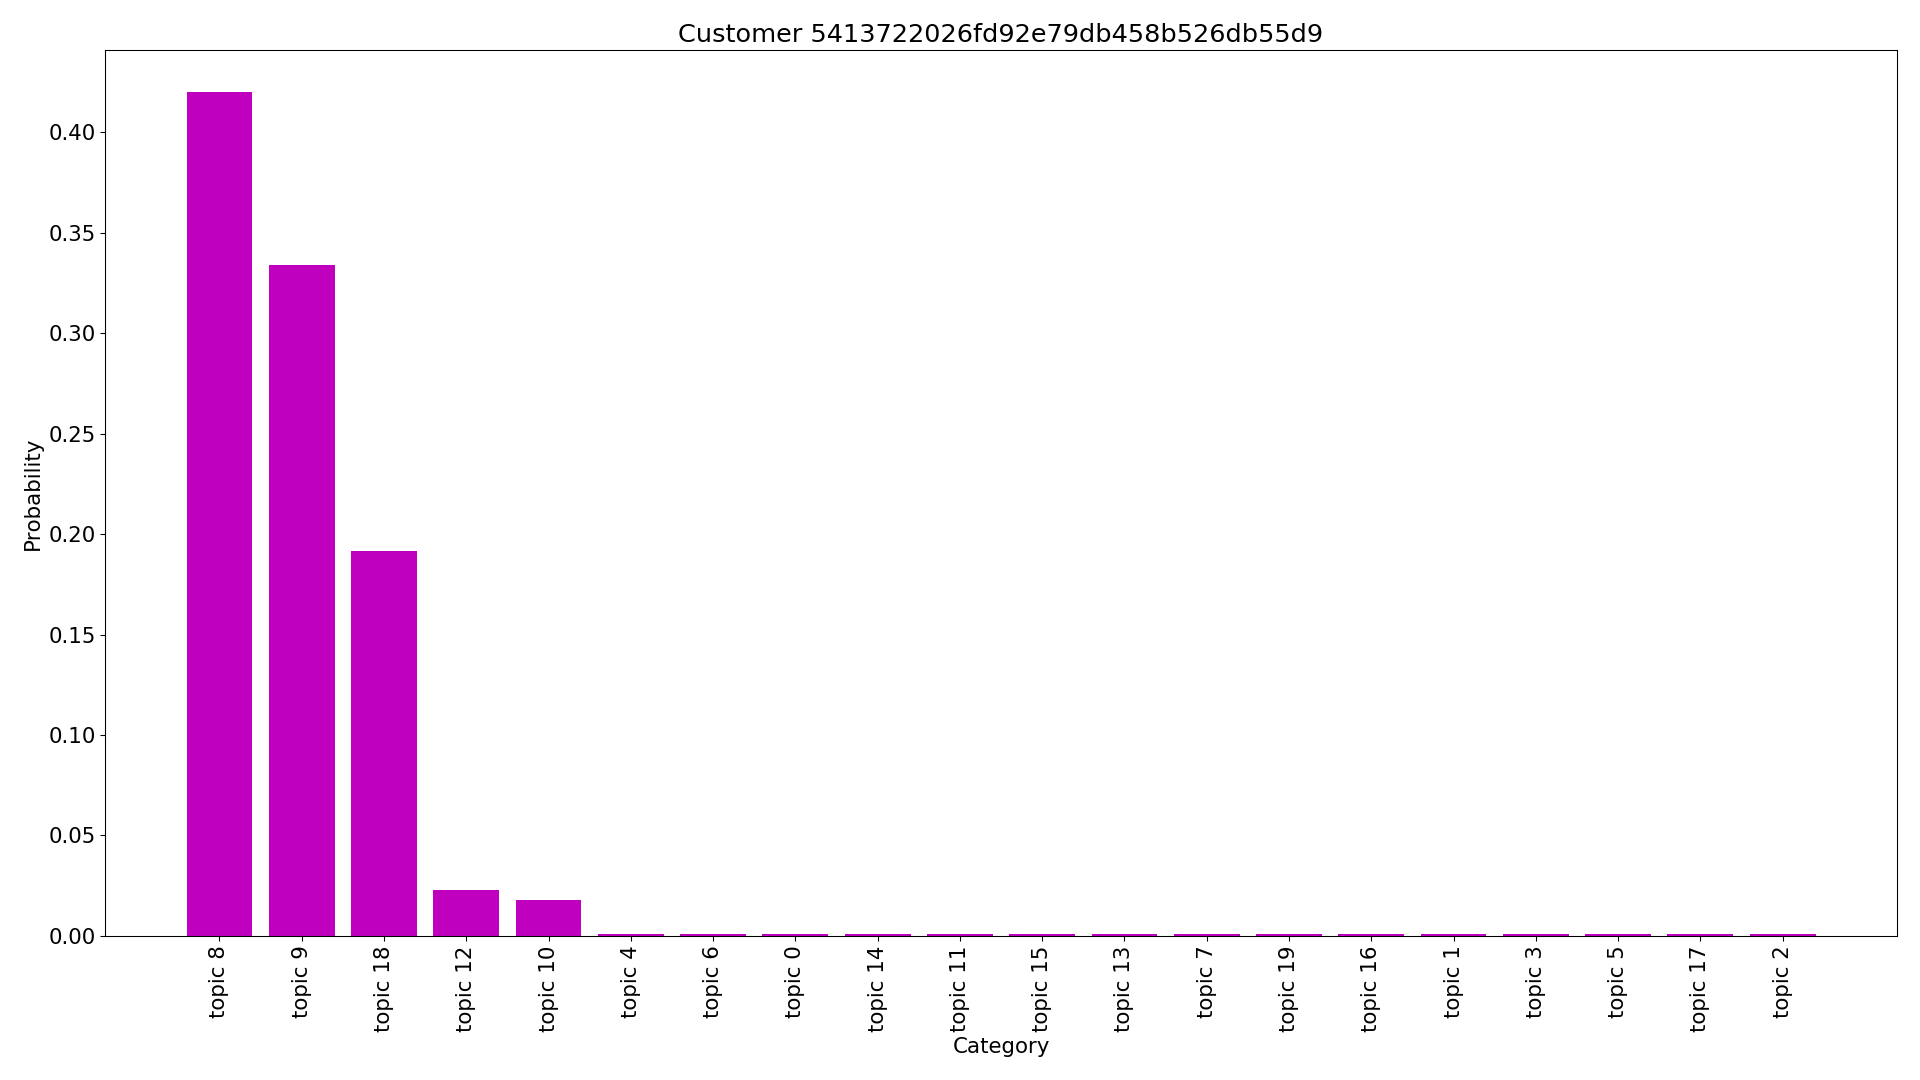 Customer 5413722026fd92e79db458b526db55d9
Probability
0.40
0.35
0.30
0.25
0.20
0.15
0.10
0.05
0.00
topic 8
topic 9
topic 18
topic 12
topic 10
topic 4
topic 6
topic 0
topic 14
topic 11
topic 15
topic 13
topic 7
topic 19
topic 16
topic 1
topic 3
topic 5
topic 17
topic 2
Category